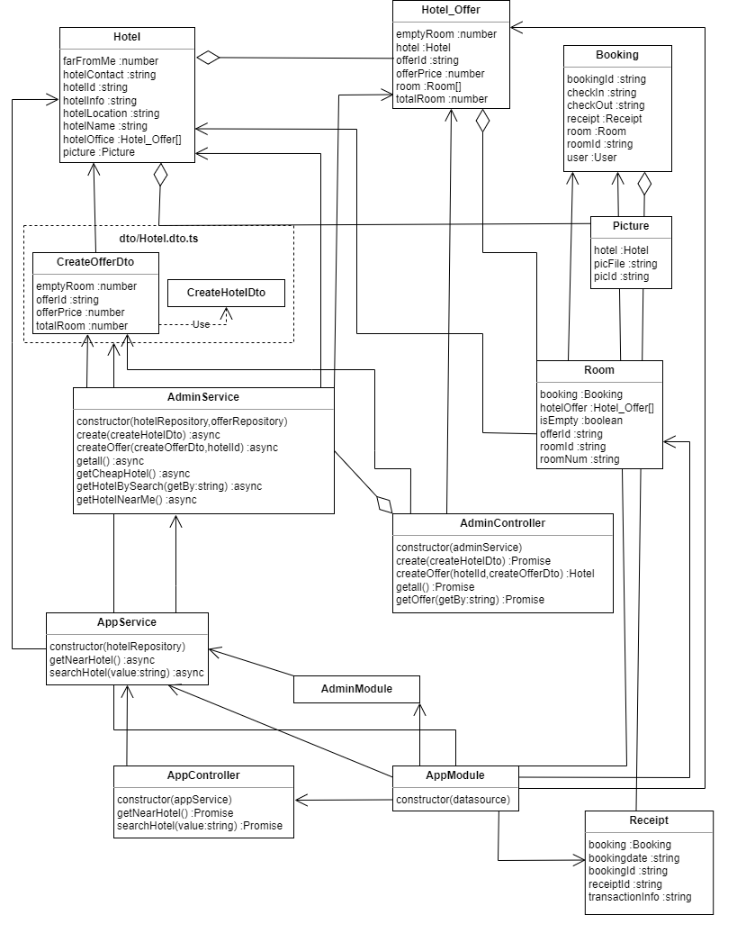 Hotel
farFromMe :number
hotelContact :string
hotelId :string
hotelInfo :string
hotelLocation :string
hotelName :string
hotelOffice :Hotel_Offer[]
picture :Picture
Hotel_Offer
emptyRoom :number
hotel :Hotel
offerId :string
offerPrice :number
room :Room[]
totalRoom :number
Booking
bookingId :string
checkIn :string
checkOut :string
receipt :Receipt
room :Room
roomId :string
user :User
Picture
hotel :Hotel
picFile :string
picId :string
dto/Hotel.dto.ts
CreateOfferDto
emptyRoom :number
offerId :string
offerPrice :number
totalRoom :number
CreateHotelDto
Use
Room
booking :Booking
hotelOffer :Hotel_Offer[]
isEmpty :boolean
offerId :string
roomId :string
roomNum :string
AdminService
constructor(hotelRepository,offerRepository)
create(createHotelDto) :async
createOffer(createOfferDto,hotelId) :async
getall() :async
getCheapHotel() :async
getHotelBySearch(getBy:string) :async
getHotelNearMe() :async
AdminController
constructor(adminService)
create(createHotelDto) :Promise
createOffer(hotelId,createOfferDto) :Hotel
getall() :Promise
getOffer(getBy:string) :Promise
AppService
constructor(hotelRepository)
getNearHotel() :async
searchHotel(value:string) :async
AdminModule
AppController
constructor(appService)
getNearHotel() :Promise
searchHotel(value:string) :Promise
AppModule
constructor(datasource)
Receipt
booking :Booking
bookingdate :string
bookingId :string
receiptId :string
transactionInfo :string